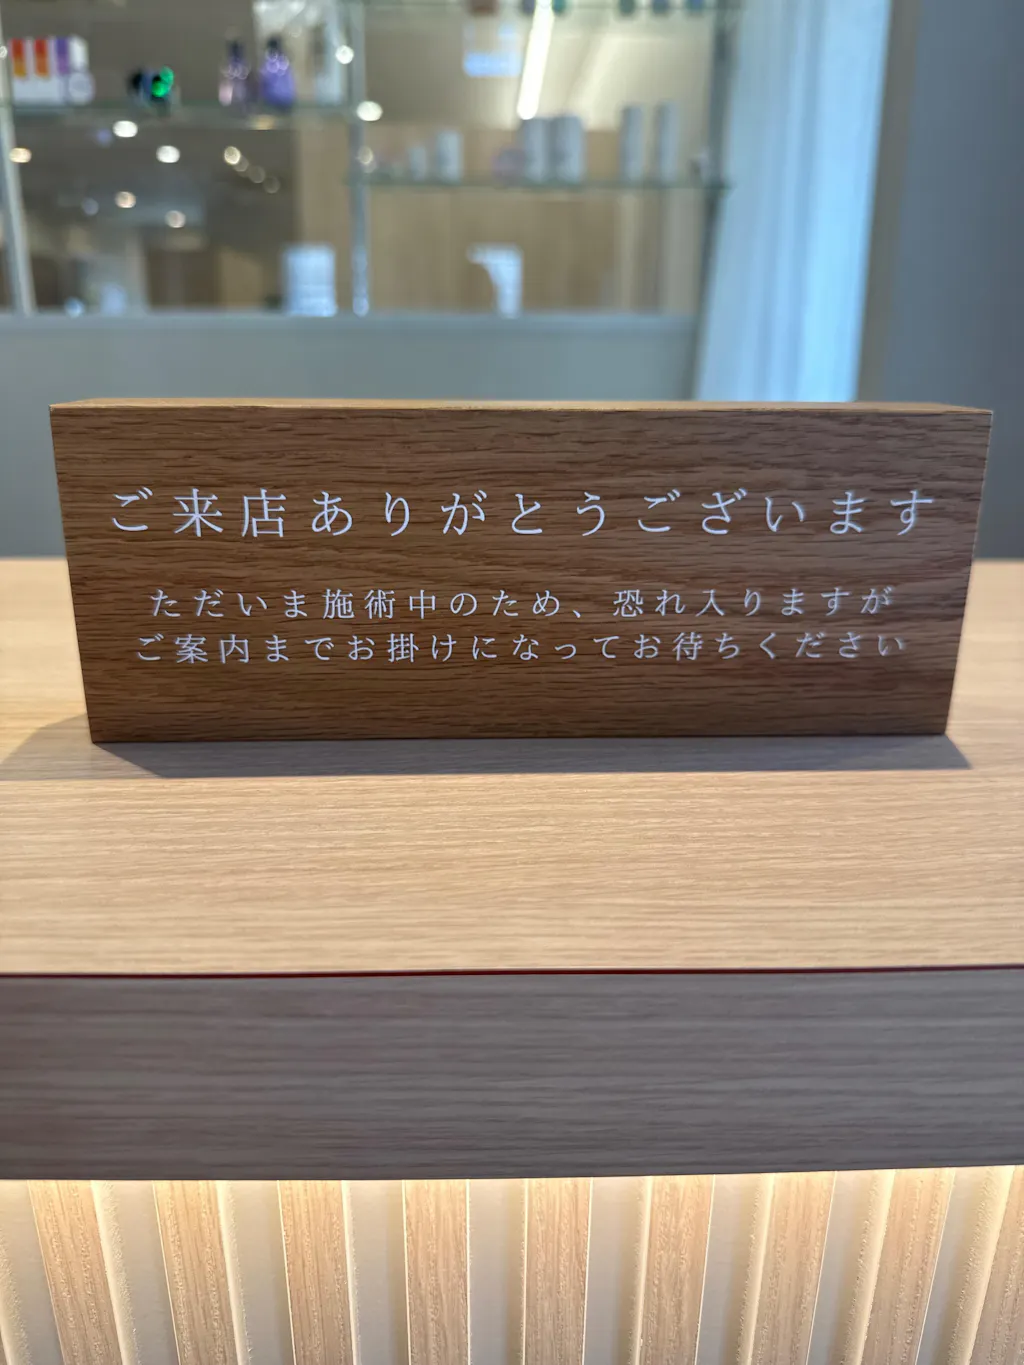 ご来店ありがとうございます
ただいま施術中のため、恐れ入りますが
ご案内までお掛けになってお待ちください